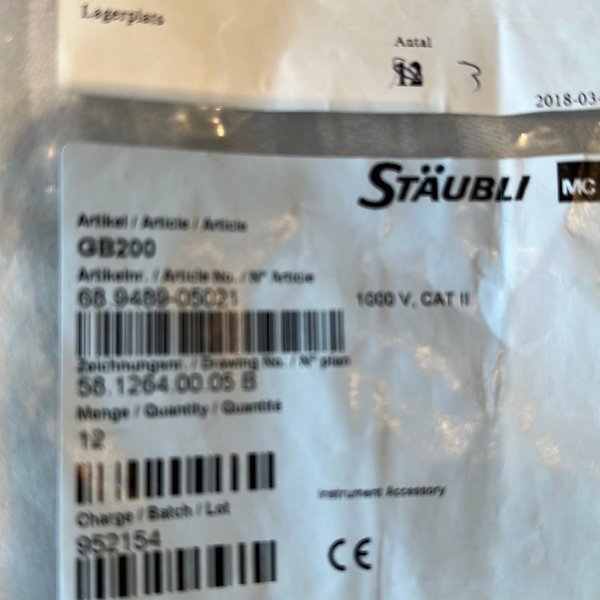 Lagerplats
Antal
12 3
2018-03-
STÄUBLI MC
Artikel / Article / Article
GB200
Artikelnr. / Article No. / N° Article
68.9489-05021 1000 V, CAT II
Zeichnungsnr. / Drawing No. / N° plan
58.1264.00.05 B
Menge / Quantity / Quantité
12
Instrument Accessory
Charge / Batch / Lot
952154
CE